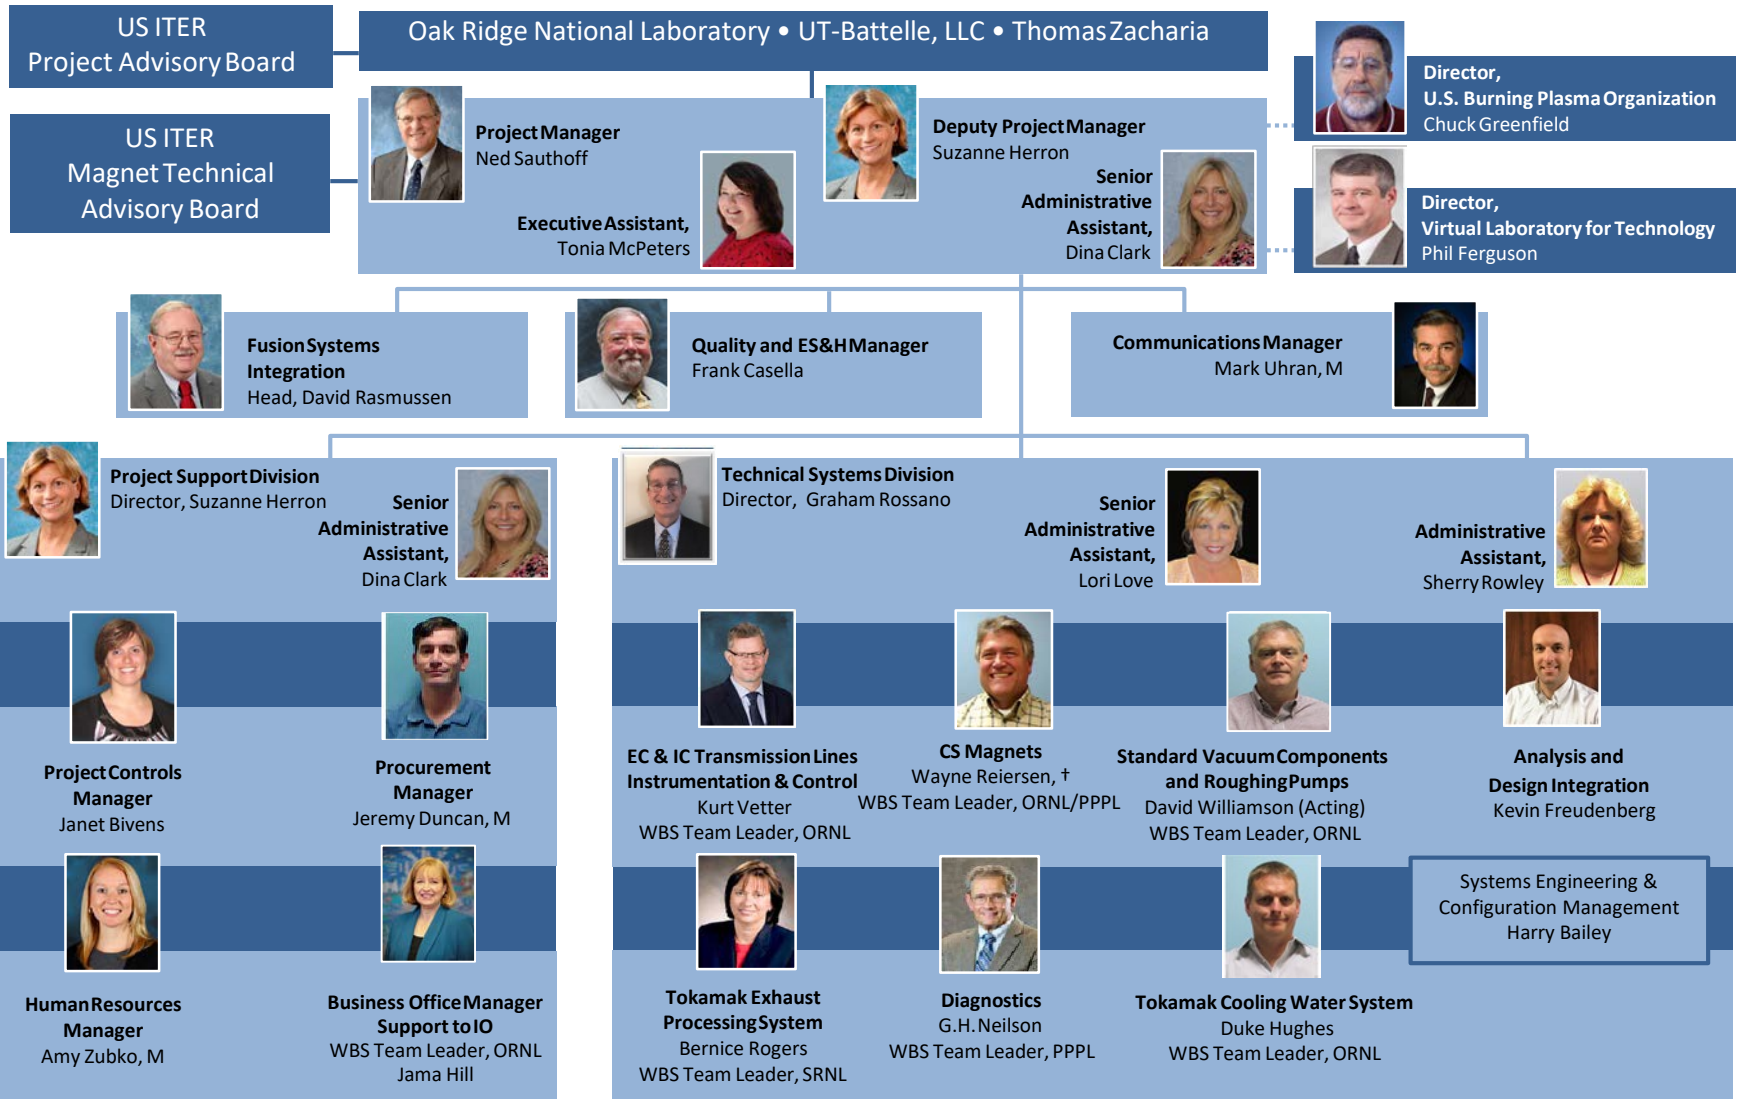 US ITER
Project Advisory Board
Oak Ridge National Laboratory • UT-Battelle, LLC • Thomas Zacharia
US ITER
Magnet Technical
Advisory Board
Project Manager
Ned Sauthoff
Executive Assistant,
Tonia McPeters
Deputy Project Manager
Suzanne Herron
Senior
Administrative
Assistant,
Dina Clark
Director,
U.S. Burning Plasma Organization
Chuck Greenfield
Director,
Virtual Laboratory for Technology
Phil Ferguson
Fusion Systems
Integration
Head, David Rasmussen
Quality and ES&H Manager
Frank Casella
Communications Manager
Mark Uhran, M
Project Support Division
Director, Suzanne Herron
Senior
Administrative
Assistant,
Dina Clark
Technical Systems Division
Director, Graham Rossano
Senior
Administrative
Assistant,
Lori Love
Administrative
Assistant,
Sherry Rowley
Project Controls
Manager
Janet Bivens
Procurement
Manager
Jeremy Duncan, M
EC & IC Transmission Lines
Instrumentation & Control
Kurt Vetter
WBS Team Leader, ORNL
CS Magnets
Wayne Reiersen, †
WBS Team Leader, ORNL/PPPL
Standard Vacuum Components
and Roughing Pumps
David Williamson (Acting)
WBS Team Leader, ORNL
Analysis and
Design Integration
Kevin Freudenberg
Systems Engineering &
Configuration Management
Harry Bailey
Human Resources
Manager
Amy Zubko, M
Business Office Manager
Support to IO
WBS Team Leader, ORNL
Jama Hill
Tokamak Exhaust
Processing System
Bernice Rogers
WBS Team Leader, SRNL
Diagnostics
G.H. Neilson
WBS Team Leader, PPPL
Tokamak Cooling Water System
Duke Hughes
WBS Team Leader, ORNL